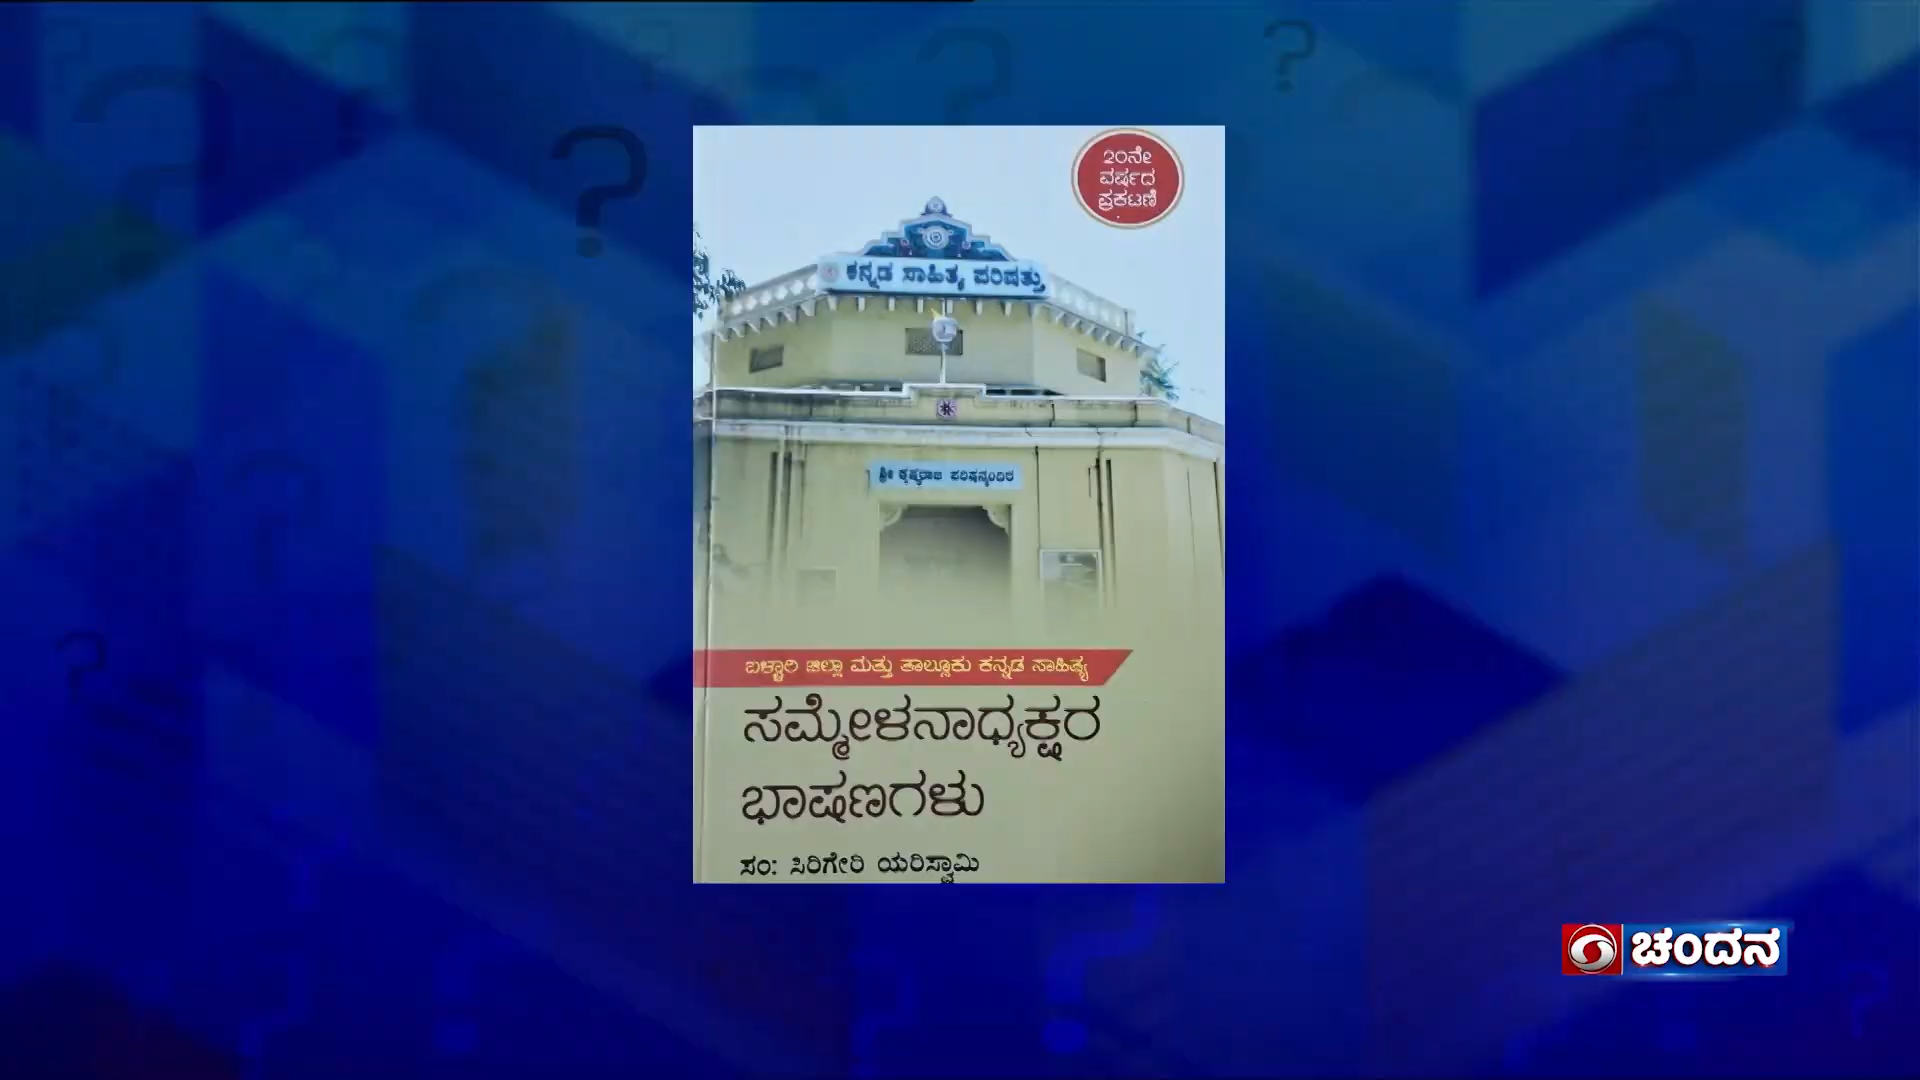 ೨೦ನೇ
ವರ್ಷದ
ಪ್ರಕಟಣೆ
ಕನ್ನಡ ಸಾಹಿತ್ಯ ಪರಿಷತ್ತು
ಶ್ರೀ ಕೃಷ್ಣರಾಜ ಪರಿಷನ್ಮಂದಿರ
ಬಳ್ಳಾರಿ ಜಿಲ್ಲಾ ಮತ್ತು ತಾಲ್ಲೂಕು ಕನ್ನಡ ಸಾಹಿತ್ಯ
ಸಮ್ಮೇಳನಾಧ್ಯಕ್ಷರ
ಭಾಷಣಗಳು
ಸಂ: ಸಿರಿಗೇರಿ ಯರಿಸ್ವಾಮಿ
ಚಂದನ